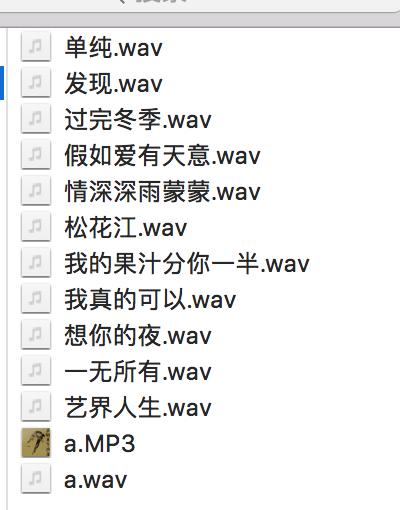 单纯.wav
发现.wav
过完冬季.wav
假如爱有天意.wav
情深深雨蒙蒙.wav
松花江.wav
我的果汁分你一半.wav
我真的可以.wav
想你的夜.wav
一无所有.wav
艺界人生.wav
a.MP3
a.wav